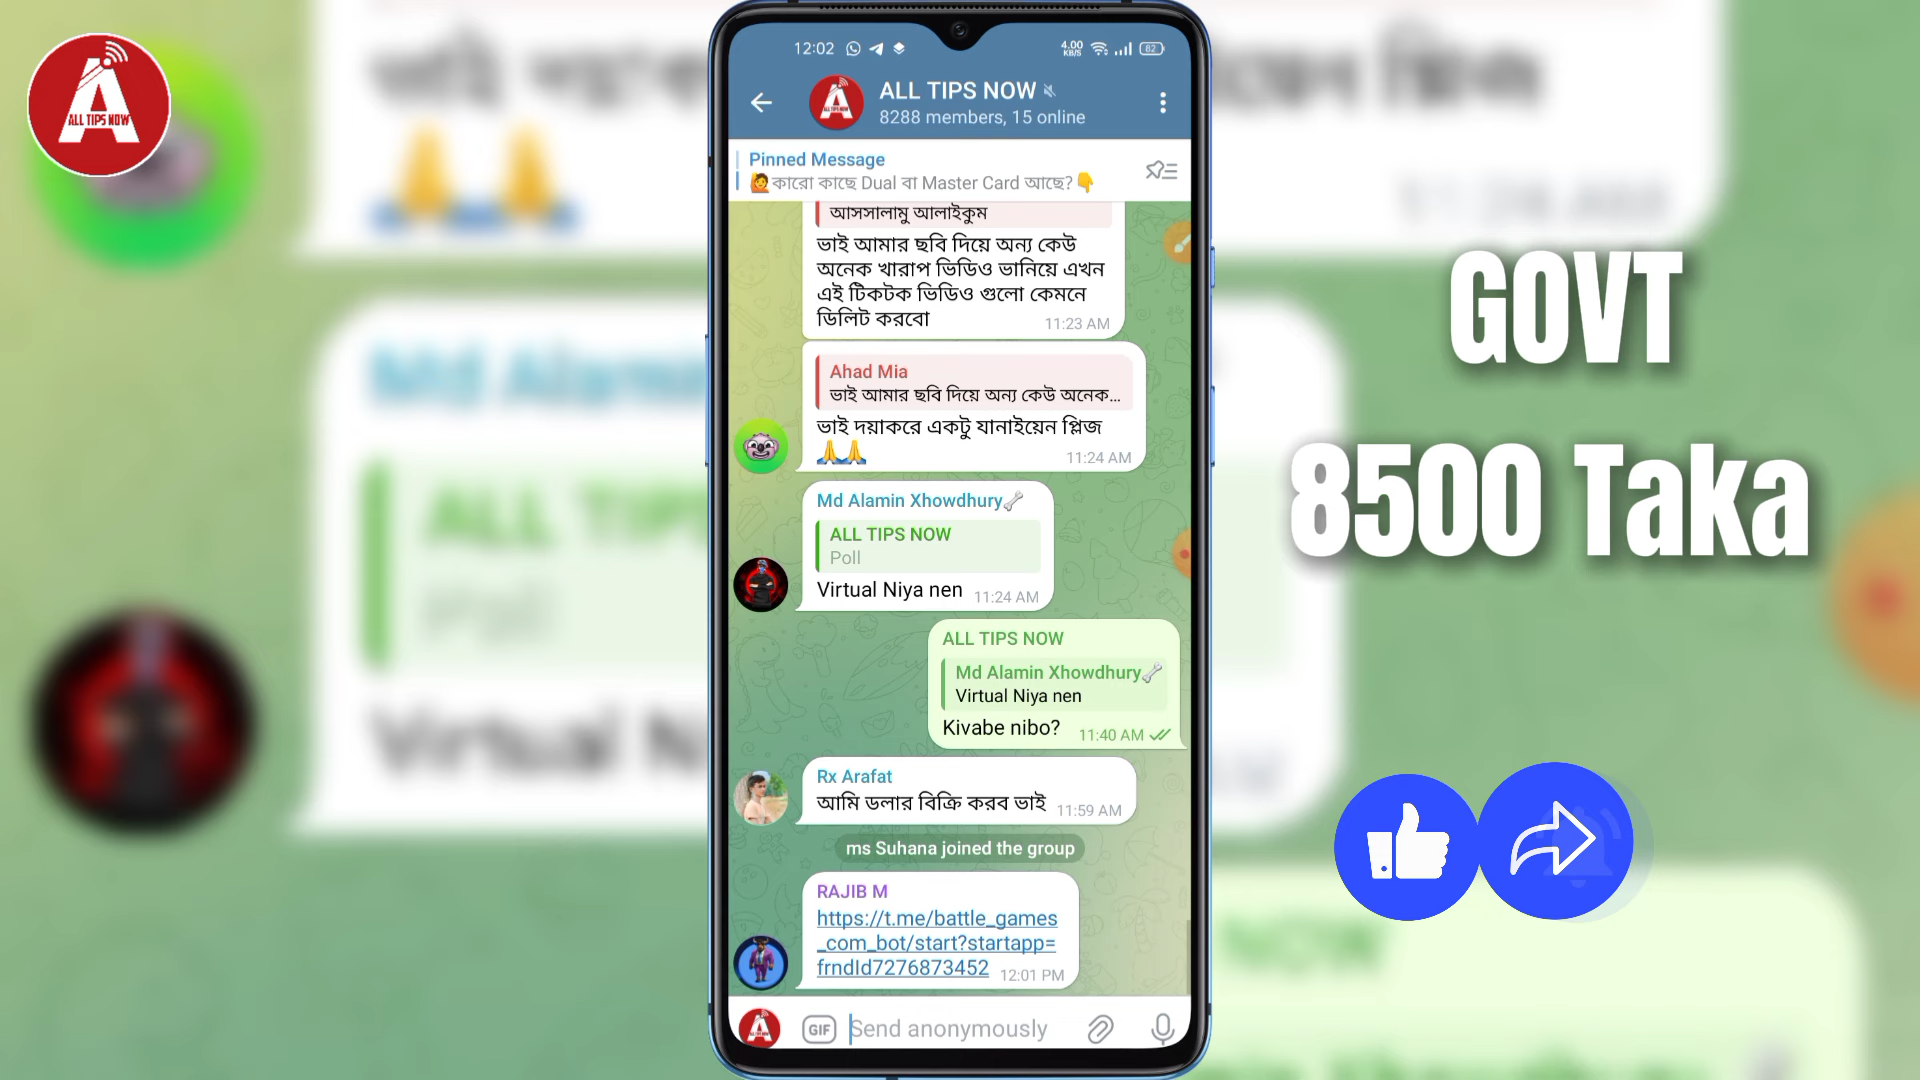 ALL TIPS NOW
12:02
4.00
KB/S
82
ALL TIPS NOW
8288 members, 15 online
Pinned Message
🙋কারো কাছে Dual বা Master Card আছে?👇
আসসালামু আলাইকুম
ভাই আমার ছবি দিয়ে অন্য কেউ
অনেক খারাপ ভিডিও ভানিয়ে এখন
এই টিকটক ভিডিও গুলো কেমনে
ডিলিট করবো
11:23 AM
Ahad Mia
ভাই আমার ছবি দিয়ে অন্য কেউ অনেক...
ভাই দয়াকরে একটু যানাইয়েন প্লিজ
🙏🙏
11:24 AM
Md Alamin Xhowdhury🦴
ALL TIPS NOW
Poll
Virtual Niya nen 11:24 AM
ALL TIPS NOW
Md Alamin Xhowdhury🦴
Virtual Niya nen
Kivabe nibo? 11:40 AM
Rx Arafat
আমি ডলার বিক্রি করব ভাই 11:59 AM
ms Suhana joined the group
RAJIB M
https://t.me/battle_games
_com_bot/start?startapp=
frndId7276873452 12:01 PM
GIF
Send anonymously
GOVT
8500 Taka